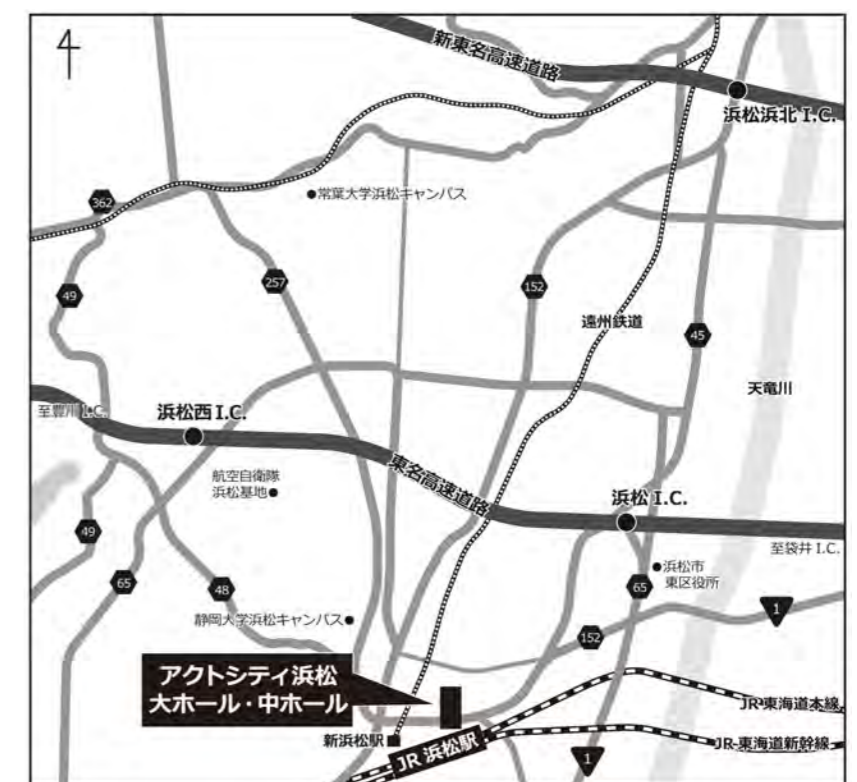 新東名高速道路
浜松浜北 I.C.
362
常葉大学浜松キャンパス
49
257
152
遠州鉄道
45
天竜川
至豊川 I.C.
浜松西 I.C.
航空自衛隊
浜松基地
東名高速道路
浜松 I.C.
至袋井 I.C.
49
65
48
浜松市
東区役所
65
1
静岡大学浜松キャンパス
152
アクトシティ浜松
大ホール・中ホール
JR 東海道本線
新浜松駅
JR 浜松駅
JR 東海道新幹線
1